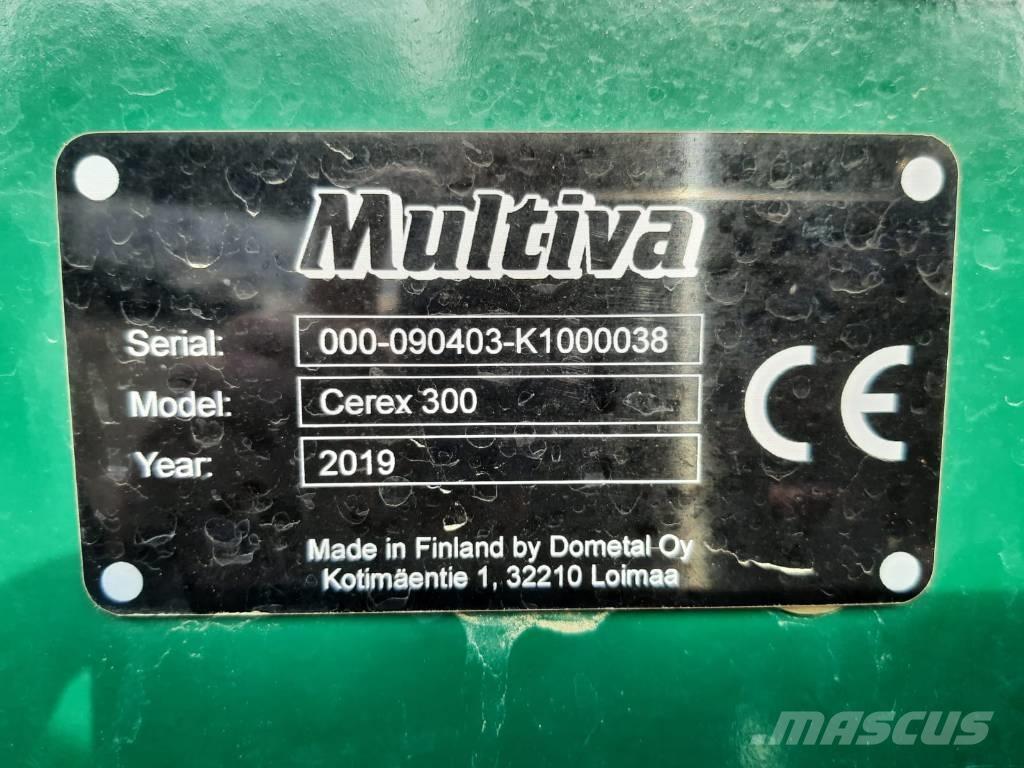 Multiva
Serial: 000-090403-K1000038
Model: Cerex 300
Year: 2019
CE
Made in Finland by Dometal Oy
Kotimäentie 1, 32210 Loimaa
MASCUS